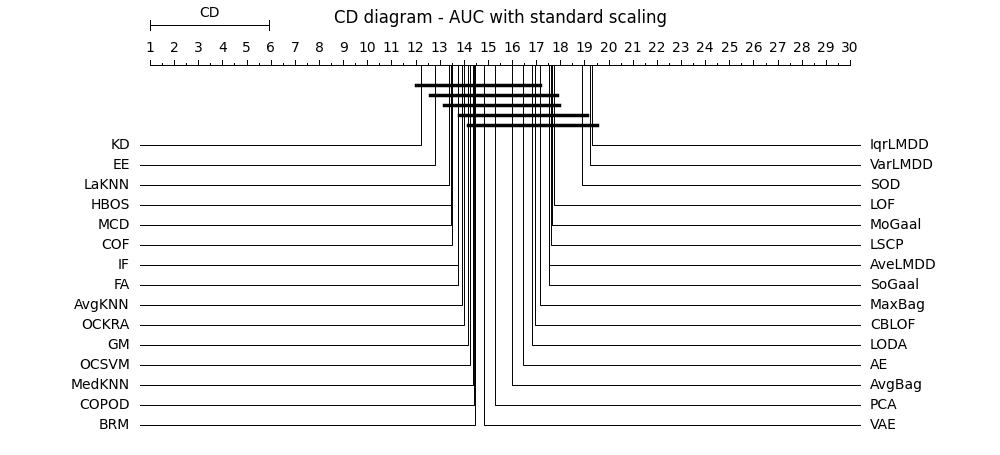 CD
CD diagram - AUC with standard scaling
1 2 3 4 5 6 7 8 9 10 11 12 13 14 15 16 17 18 19 20 21 22 23 24 25 26 27 28 29 30
KD IqrLMDD
EE VarLMDD
LaKNN SOD
HBOS LOF
MCD MoGaal
COF LSCP
IF AveLMDD
FA SoGaal
AvgKNN MaxBag
OCKRA CBLOF
GM LODA
OCSVM AE
MedKNN AvgBag
COPOD PCA
BRM VAE